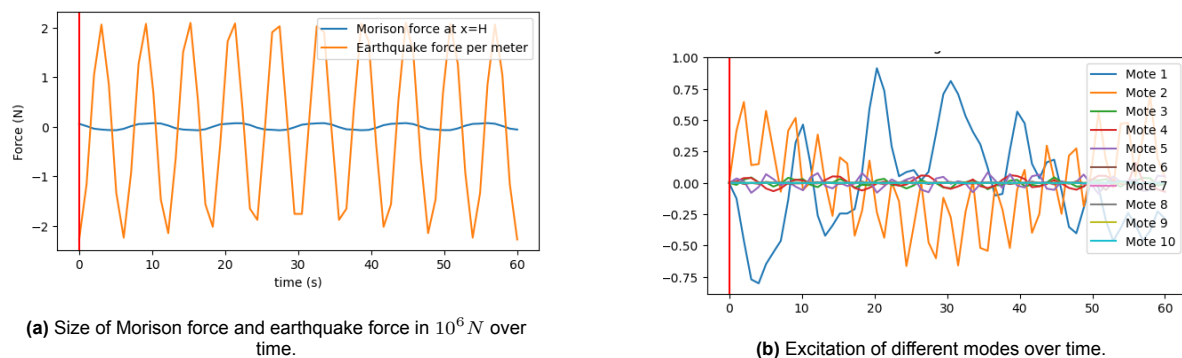 2
1
0
−1
−2
Force (N)
Morison force at x=H
Earthquake force per meter
0 10 20 30 40 50 60
time (s)
(a) Size of Morison force and earthquake force in 10⁶ N over
time.
1.00
0.75
0.50
0.25
0.00
−0.25
−0.50
−0.75
Mote 1
Mote 2
Mote 3
Mote 4
Mote 5
Mote 6
Mote 7
Mote 8
Mote 9
Mote 10
0 10 20 30 40 50 60
(b) Excitation of different modes over time.